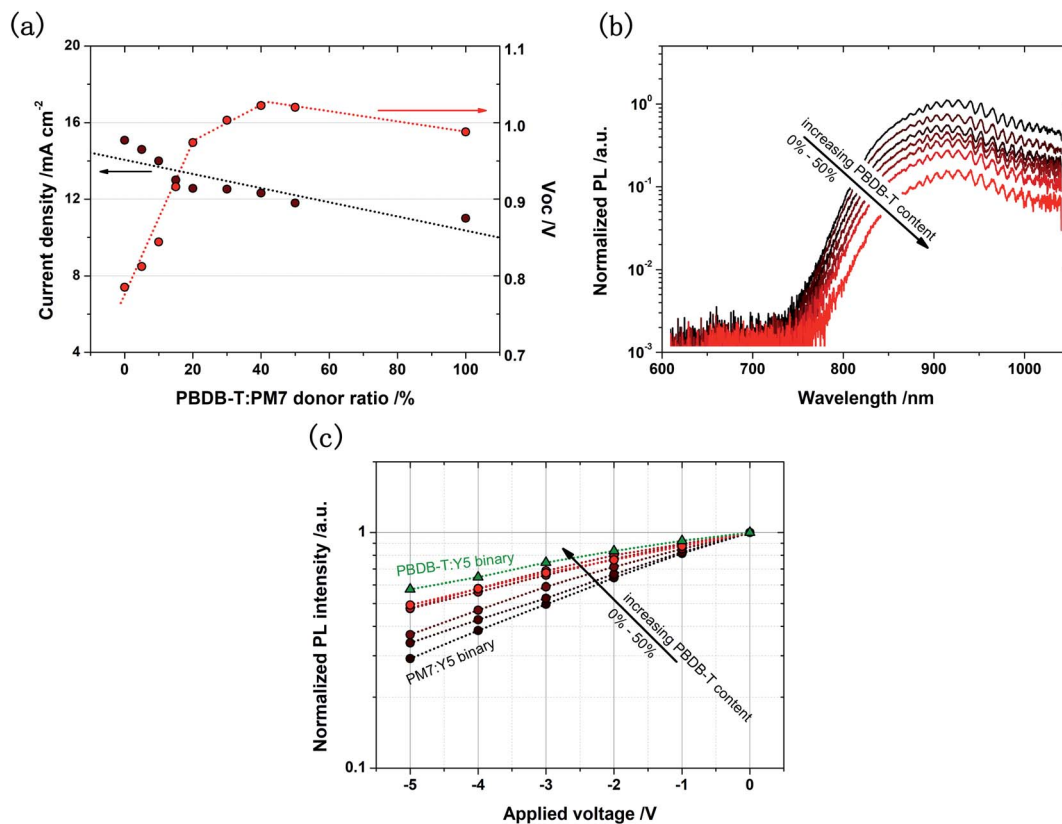 (a)
20
16
12
8
4
Current density /mA cm⁻²
1.1
1.0
0.9
0.8
0.7
Voc /V
0
20
40
60
80
100
PBDB-T:PM7 donor ratio /%
(b)
10⁰
10⁻¹
10⁻²
10⁻³
Normalized PL /a.u.
increasing PBDB-T content
0% - 50%
600
700
800
900
1000
Wavelength /nm
(c)
1
0.1
Normalized PL intensity /a.u.
PBDB-T:Y5 binary
PM7:Y5 binary
increasing PBDB-T content
0% - 50%
-5
-4
-3
-2
-1
0
Applied voltage /V